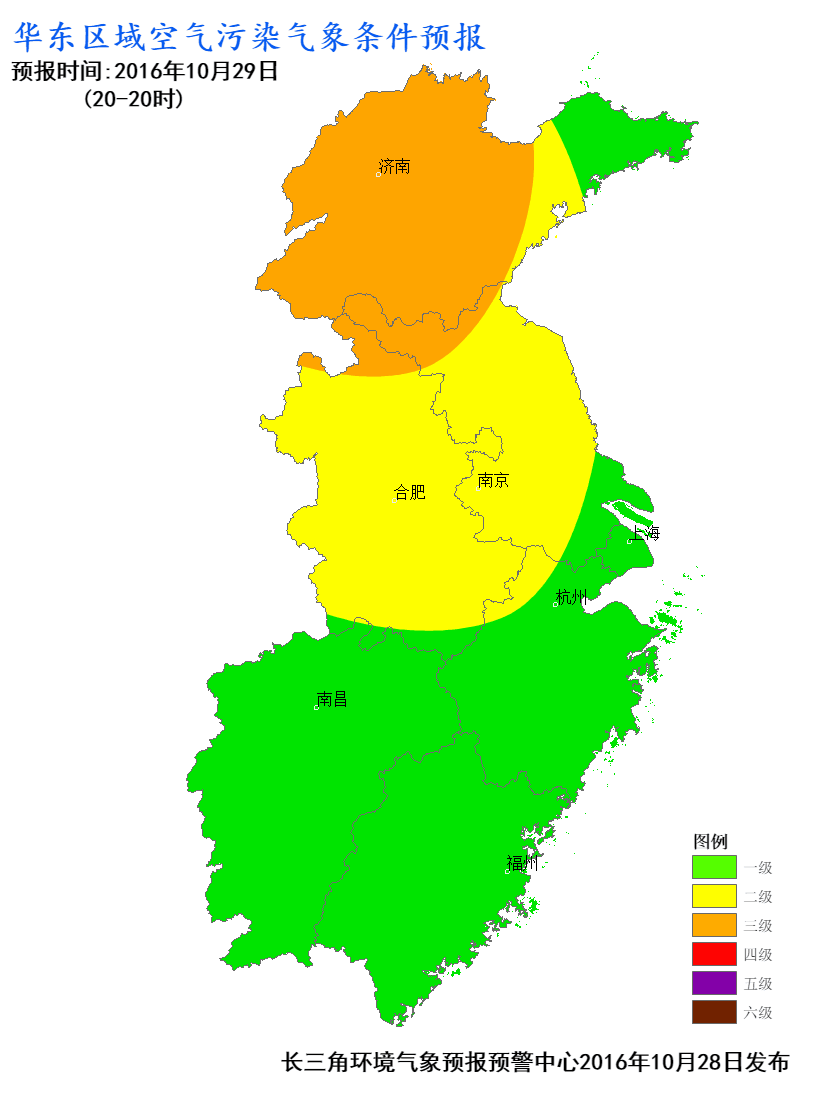 华东区域空气污染气象条件预报
预报时间:2016年10月29日
(20-20时)
济南
合肥
南京
上海
杭州
南昌
福州
图例
一级
二级
三级
四级
五级
六级
长三角环境气象预报预警中心2016年10月28日发布